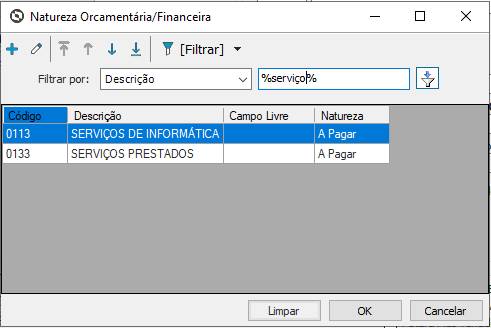 Natureza Orcamentária/Financeira
[Filtrar]
Filtrar por: Descrição %serviço%
Código Descrição Campo Livre Natureza
0113 SERVIÇOS DE INFORMÁTICA A Pagar
0133 SERVIÇOS PRESTADOS A Pagar
Limpar OK Cancelar